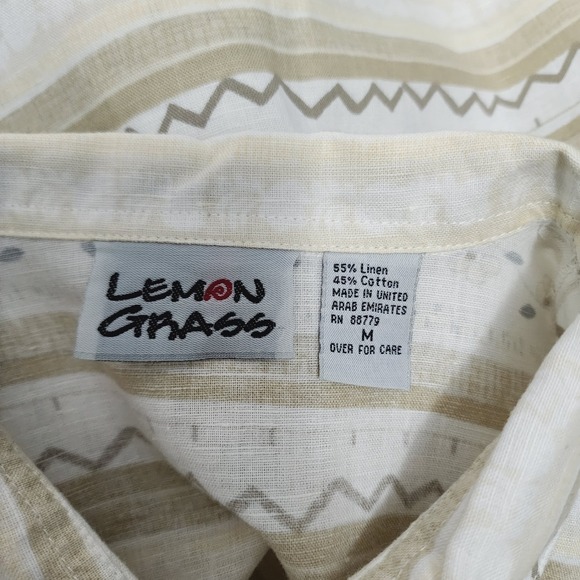 LEMON
GRASS
55% Linen
45% Cotton
MADE IN UNITED
ARAB EMIRATES
RN 88779
M
OVER FOR CARE